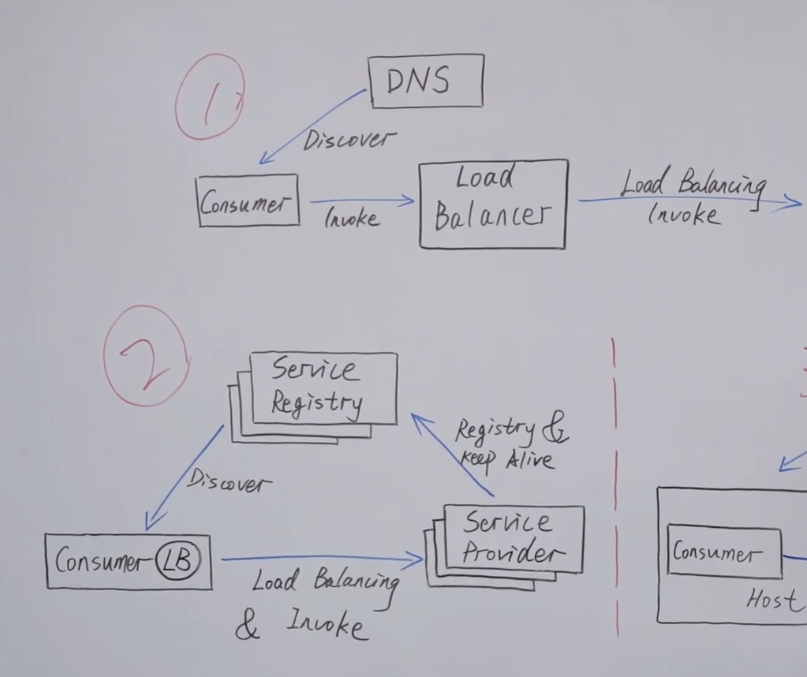 1
DNS
Discover
Consumer
Invoke
Load
Balancer
Load Balancing
Invoke
2
Service
Registry
Discover
Registry &
Keep Alive
Consumer LB
Load Balancing
& Invoke
Service
Provider
Consumer
Host